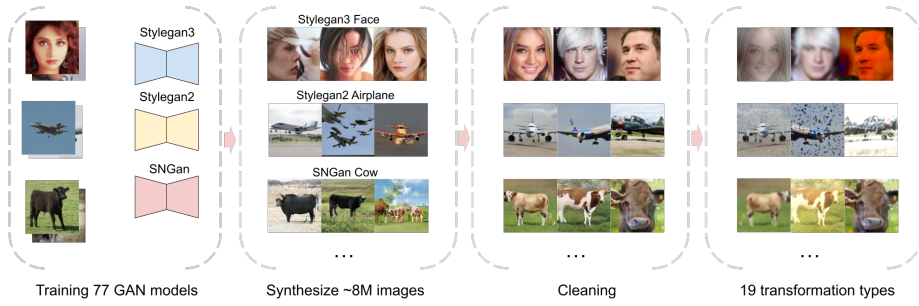 Stylegan3
Stylegan2
SNGan
Stylegan3 Face
Stylegan2 Airplane
SNGan Cow
...
...
...
Training 77 GAN models
Synthesize ~8M images
Cleaning
19 transformation types